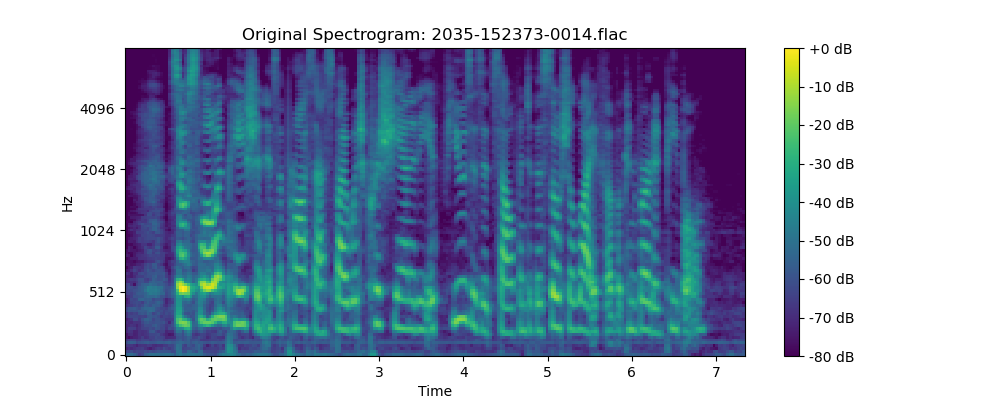 Original Spectrogram: 2035-152373-0014.flac
Hz
4096
2048
1024
512
0
0 1 2 3 4 5 6 7
Time
+0 dB
-10 dB
-20 dB
-30 dB
-40 dB
-50 dB
-60 dB
-70 dB
-80 dB